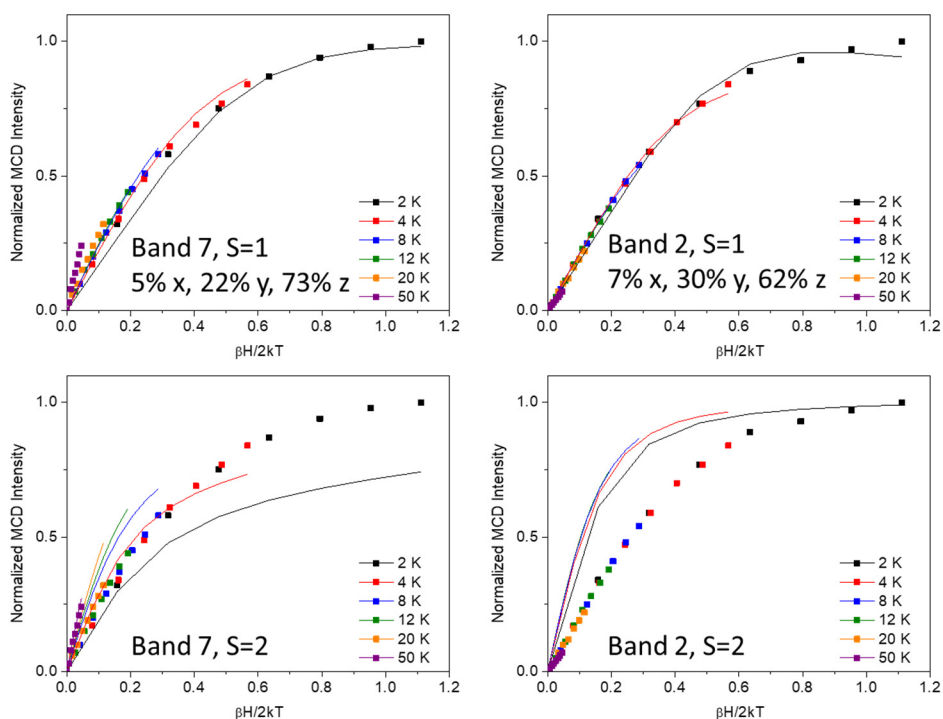 Normalized MCD Intensity
1.0
0.5
0.0
0.0 0.2 0.4 0.6 0.8 1.0 1.2
βH/2kT
Band 7, S=1
5% x, 22% y, 73% z
2 K
4 K
8 K
12 K
20 K
50 K
Normalized MCD Intensity
1.0
0.5
0.0
0.0 0.2 0.4 0.6 0.8 1.0 1.2
βH/2kT
Band 2, S=1
7% x, 30% y, 62% z
2 K
4 K
8 K
12 K
20 K
50 K
Normalized MCD Intensity
1.0
0.5
0.0
0.0 0.2 0.4 0.6 0.8 1.0 1.2
βH/2kT
Band 7, S=2
2 K
4 K
8 K
12 K
20 K
50 K
Normalized MCD Intensity
1.0
0.5
0.0
0.0 0.2 0.4 0.6 0.8 1.0 1.2
βH/2kT
Band 2, S=2
2 K
4 K
8 K
12 K
20 K
50 K